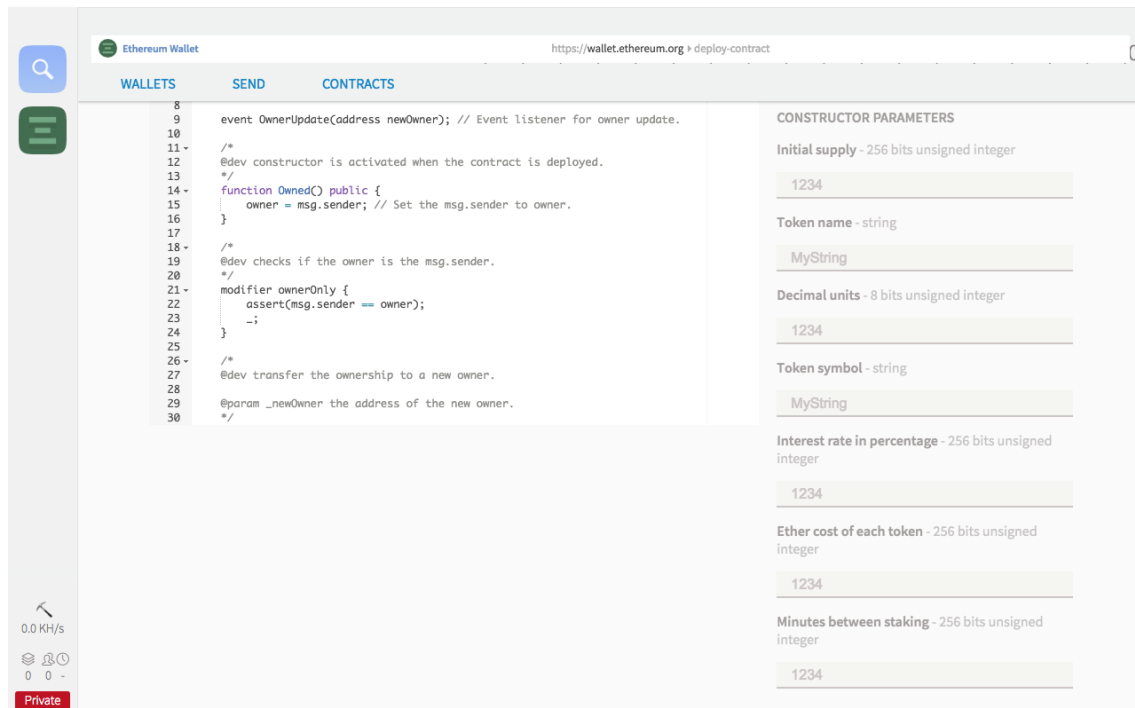 Ethereum Wallet
https://wallet.ethereum.org deploy-contract
WALLETS SEND CONTRACTS
8
9 event OwnerUpdate(address newOwner); // Event listener for owner update.
10
11 /*
12 @dev constructor is activated when the contract is deployed.
13 */
14 function Owned() public {
15 owner = msg.sender; // Set the msg.sender to owner.
16 }
17
18 /*
19 @dev checks if the owner is the msg.sender.
20 */
21 modifier ownerOnly {
22 assert(msg.sender == owner);
23 _;
24 }
25
26 /*
27 @dev transfer the ownership to a new owner.
28
29 @param _newOwner the address of the new owner.
30 */
CONSTRUCTOR PARAMETERS
Initial supply - 256 bits unsigned integer
1234
Token name - string
MyString
Decimal units - 8 bits unsigned integer
1234
Token symbol - string
MyString
Interest rate in percentage - 256 bits unsigned
integer
1234
Ether cost of each token - 256 bits unsigned
integer
1234
Minutes between staking - 256 bits unsigned
integer
1234
0.0 KH/s
0 0 -
Private